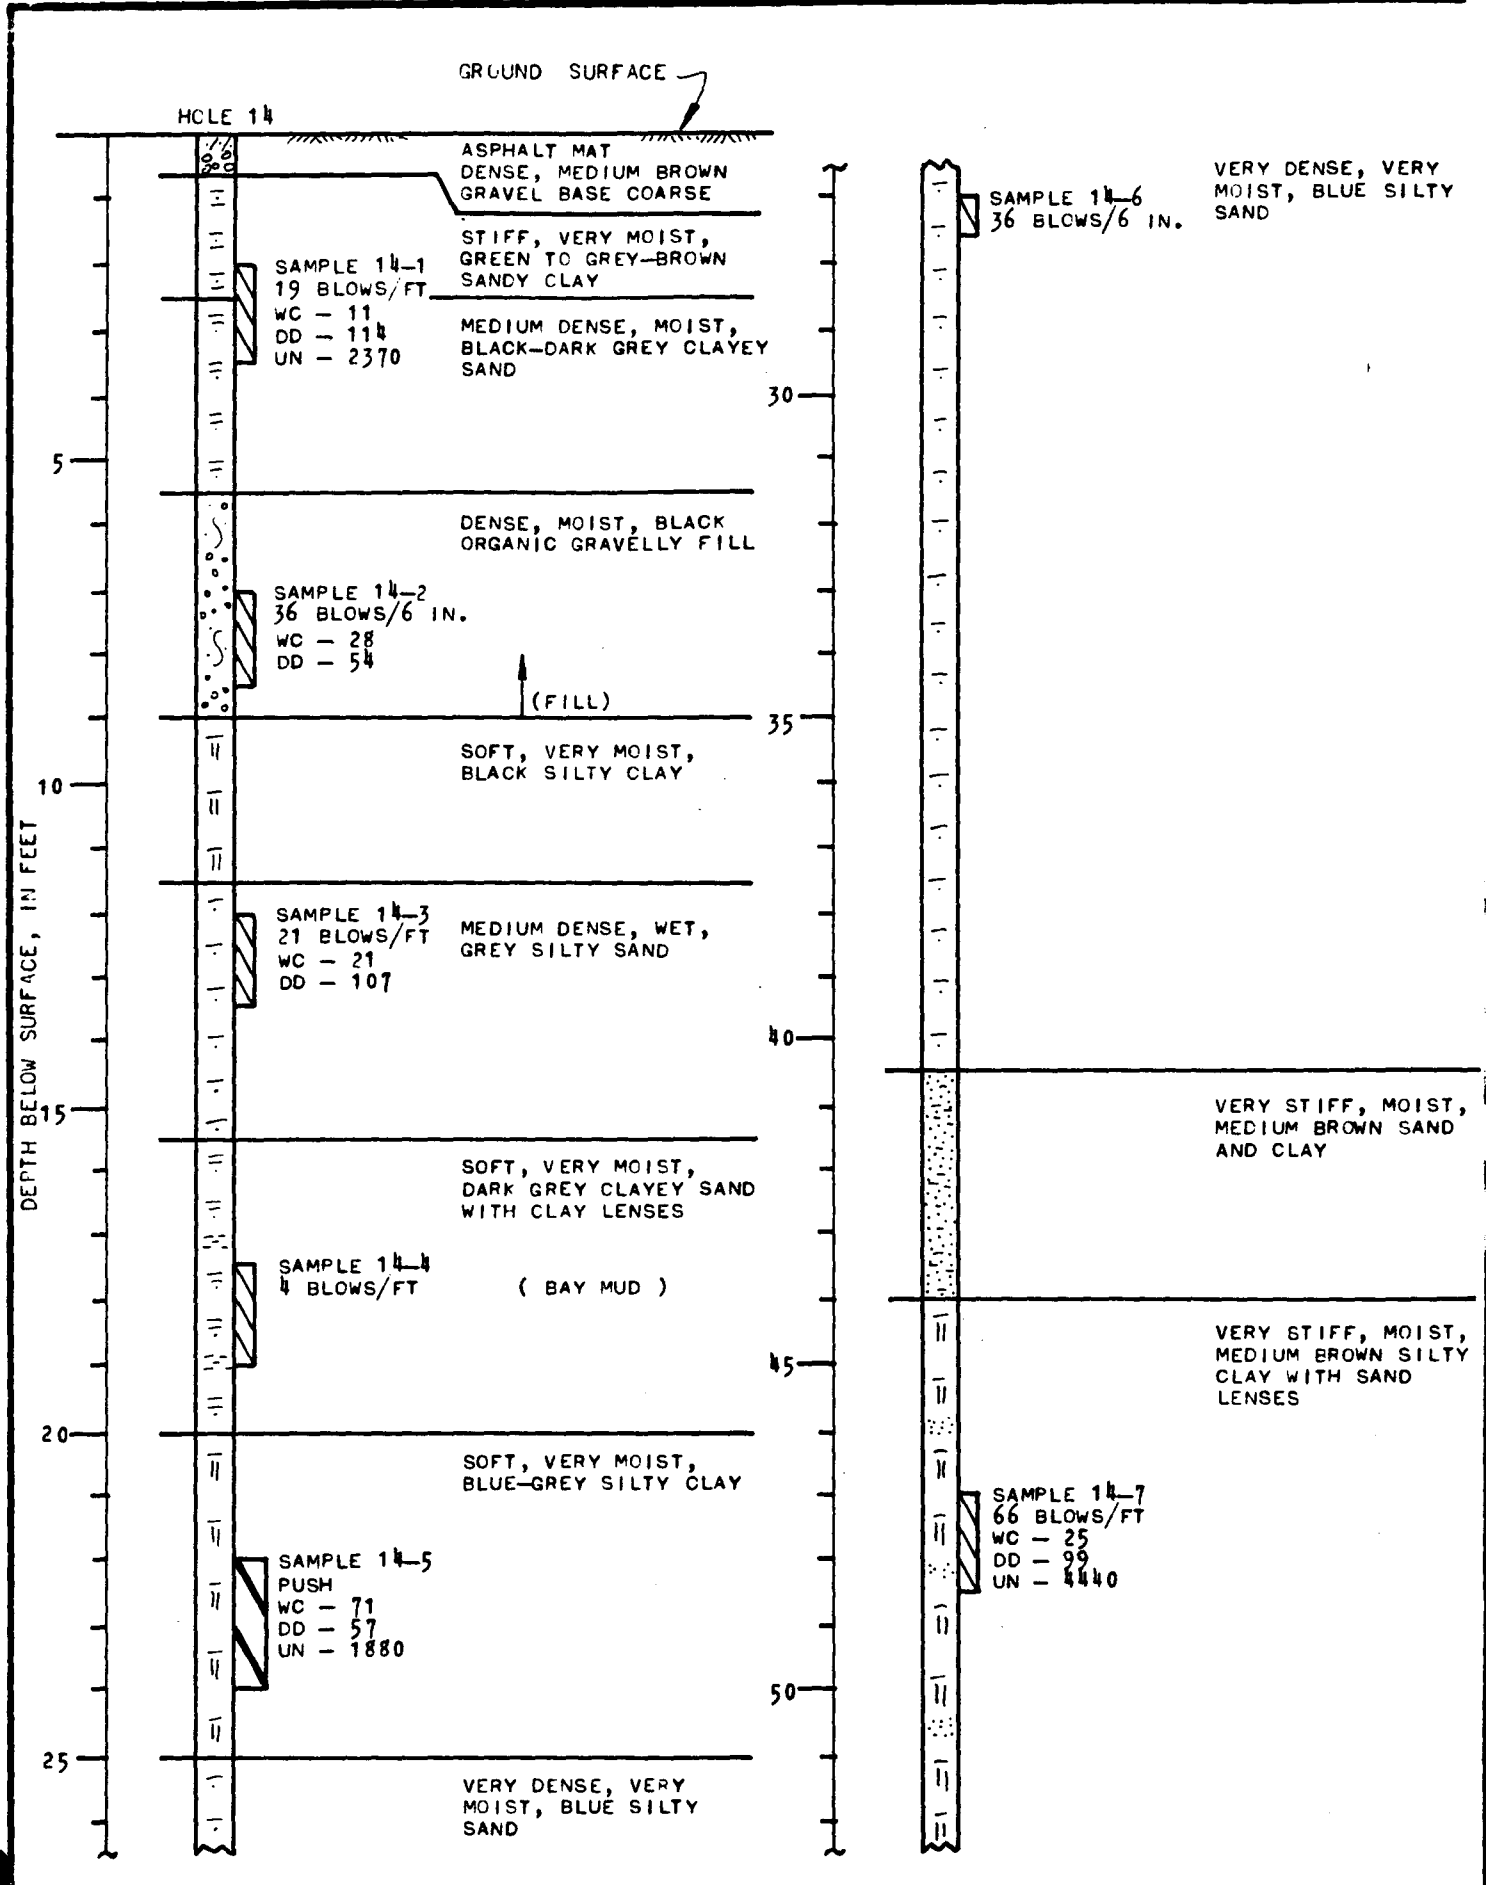 GROUND SURFACE
HOLE 14
ASPHALT MAT
DENSE, MEDIUM BROWN
GRAVEL BASE COARSE
STIFF, VERY MOIST,
GREEN TO GREY-BROWN
SANDY CLAY
SAMPLE 14-1
19 BLOWS/FT
WC - 11
DD - 114
UN - 2370
MEDIUM DENSE, MOIST,
BLACK-DARK GREY CLAYEY
SAND
5
DENSE, MOIST, BLACK
ORGANIC GRAVELLY FILL
SAMPLE 14-2
36 BLOWS/6 IN.
WC - 28
DD - 54
(FILL)
SOFT, VERY MOIST,
BLACK SILTY CLAY
10
DEPTH BELOW SURFACE, IN FEET
SAMPLE 14-3
21 BLOWS/FT
WC - 21
DD - 107
MEDIUM DENSE, WET,
GREY SILTY SAND
15
SOFT, VERY MOIST,
DARK GREY CLAYEY SAND
WITH CLAY LENSES
SAMPLE 14-4
4 BLOWS/FT
( BAY MUD )
20
SOFT, VERY MOIST,
BLUE-GREY SILTY CLAY
SAMPLE 14-5
PUSH
WC - 71
DD - 57
UN - 1880
25
VERY DENSE, VERY
MOIST, BLUE SILTY
SAND
SAMPLE 14-6
36 BLOWS/6 IN.
VERY DENSE, VERY
MOIST, BLUE SILTY
SAND
30
35
40
VERY STIFF, MOIST,
MEDIUM BROWN SAND
AND CLAY
45
VERY STIFF, MOIST,
MEDIUM BROWN SILTY
CLAY WITH SAND
LENSES
SAMPLE 14-7
66 BLOWS/FT
WC - 25
DD - 99
UN - 4440
50